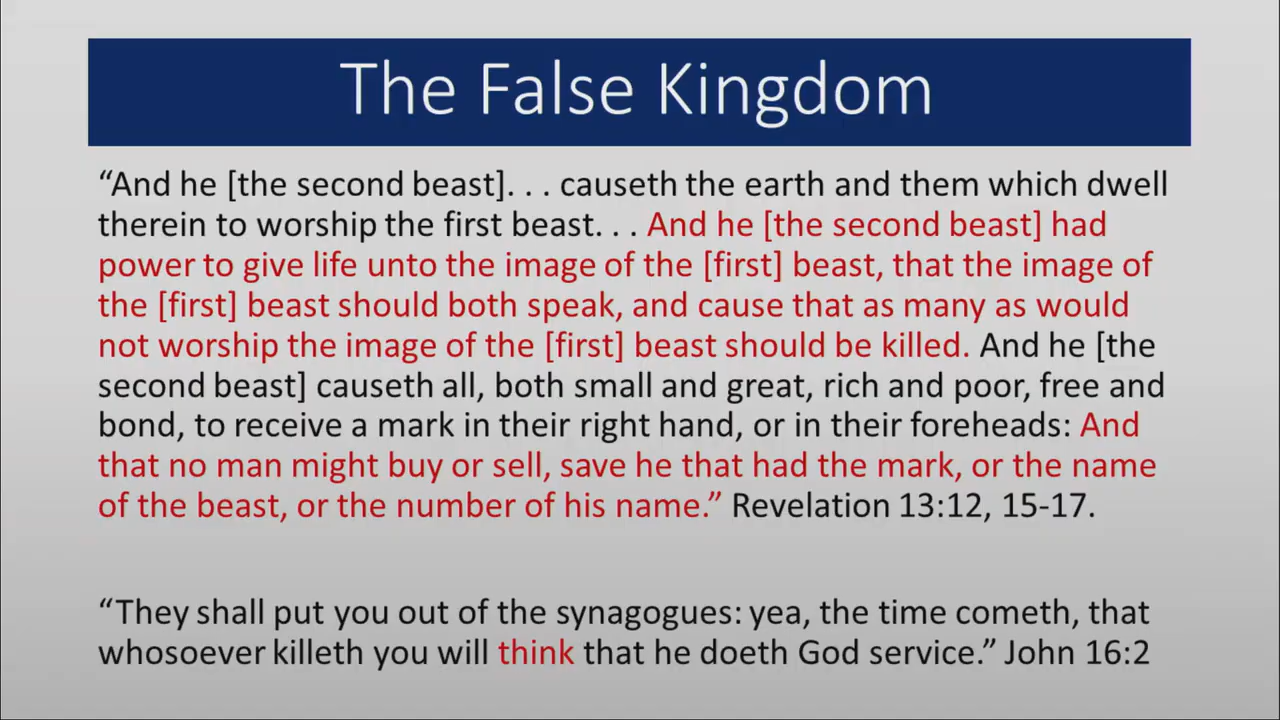 The False Kingdom
“And he [the second beast]. . . causeth the earth and them which dwell
therein to worship the first beast. . . And he [the second beast] had
power to give life unto the image of the [first] beast, that the image of
the [first] beast should both speak, and cause that as many as would
not worship the image of the [first] beast should be killed. And he [the
second beast] causeth all, both small and great, rich and poor, free and
bond, to receive a mark in their right hand, or in their foreheads: And
that no man might buy or sell, save he that had the mark, or the name
of the beast, or the number of his name.” Revelation 13:12, 15-17.
“They shall put you out of the synagogues: yea, the time cometh, that
whosoever killeth you will think that he doeth God service.” John 16:2